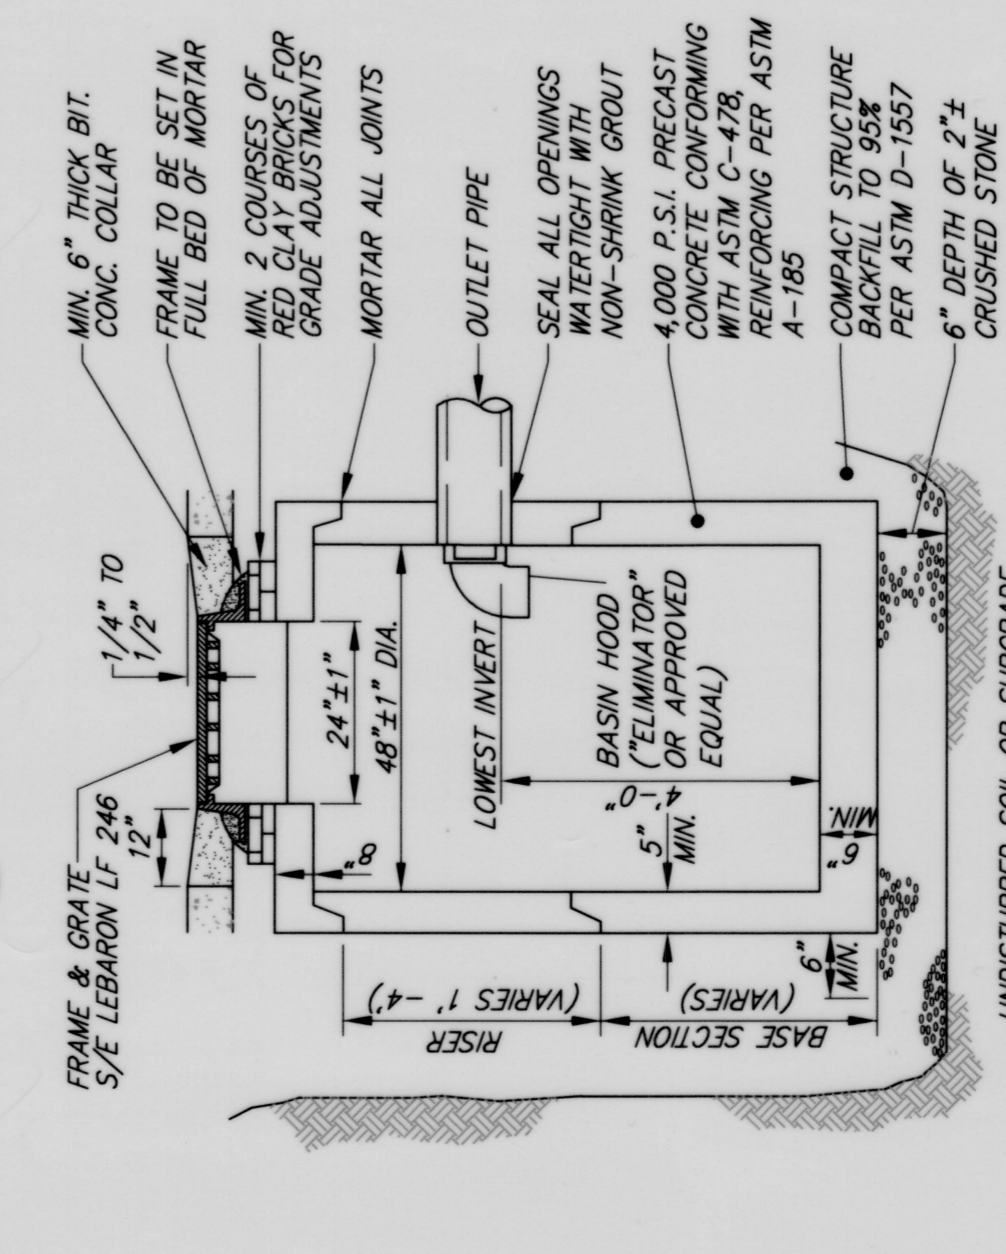 FRAME & GRATE
S/E LEBARON LF 246
12"
1/4" TO
1/2"
MIN. 6" THICK BIT.
CONC. COLLAR
FRAME TO BE SET IN
FULL BED OF MORTAR
MIN. 2 COURSES OF
RED CLAY BRICKS FOR
GRADE ADJUSTMENTS
MORTAR ALL JOINTS
OUTLET PIPE
SEAL ALL OPENINGS
WATERTIGHT WITH
NON-SHRINK GROUT
4,000 P.S.I. PRECAST
CONCRETE CONFORMING
WITH ASTM C-478,
REINFORCING PER ASTM
A-185
COMPACT STRUCTURE
BACKFILL TO 95%
PER ASTM D-1557
6" DEPTH OF 2"±
CRUSHED STONE
8"
24"±1"
48"±1" DIA.
LOWEST INVERT
BASIN HOOD
("ELIMINATOR"
OR APPROVED
EQUAL)
4'-0"
5"
MIN.
6"
MIN.
6"
MIN.
RISER
(VARIES 1' - 4')
BASE SECTION
(VARIES)
UNDISTURBED SOIL OR SUBGRADE